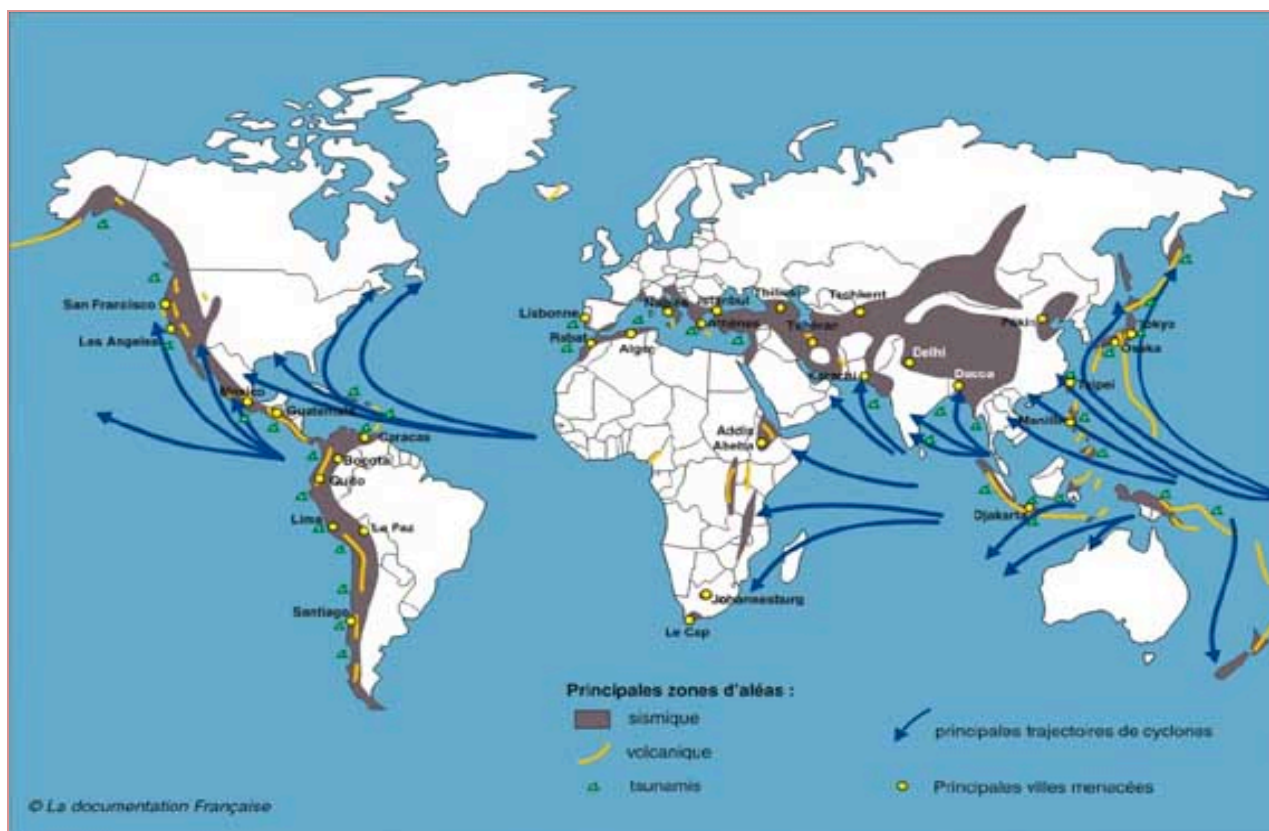 San Francisco
Los Angeles
Mexico
Guatemala
Caracas
Bogota
Quito
Lima
La Paz
Santiago
Lisbonne
Rabat
Alger
Naples
Istanbul
Athènes
Tbilissi
Téhéran
Tachkent
Karachi
Delhi
Dacca
Pékin
Tokyo
Osaka
Taipei
Manille
Djakarta
Addis
Abeba
Johannesburg
Le Cap
Principales zones d'aléas :
sismique
volcanique
tsunamis
principales trajectoires de cyclones
Principales villes menacées
© La documentation Française